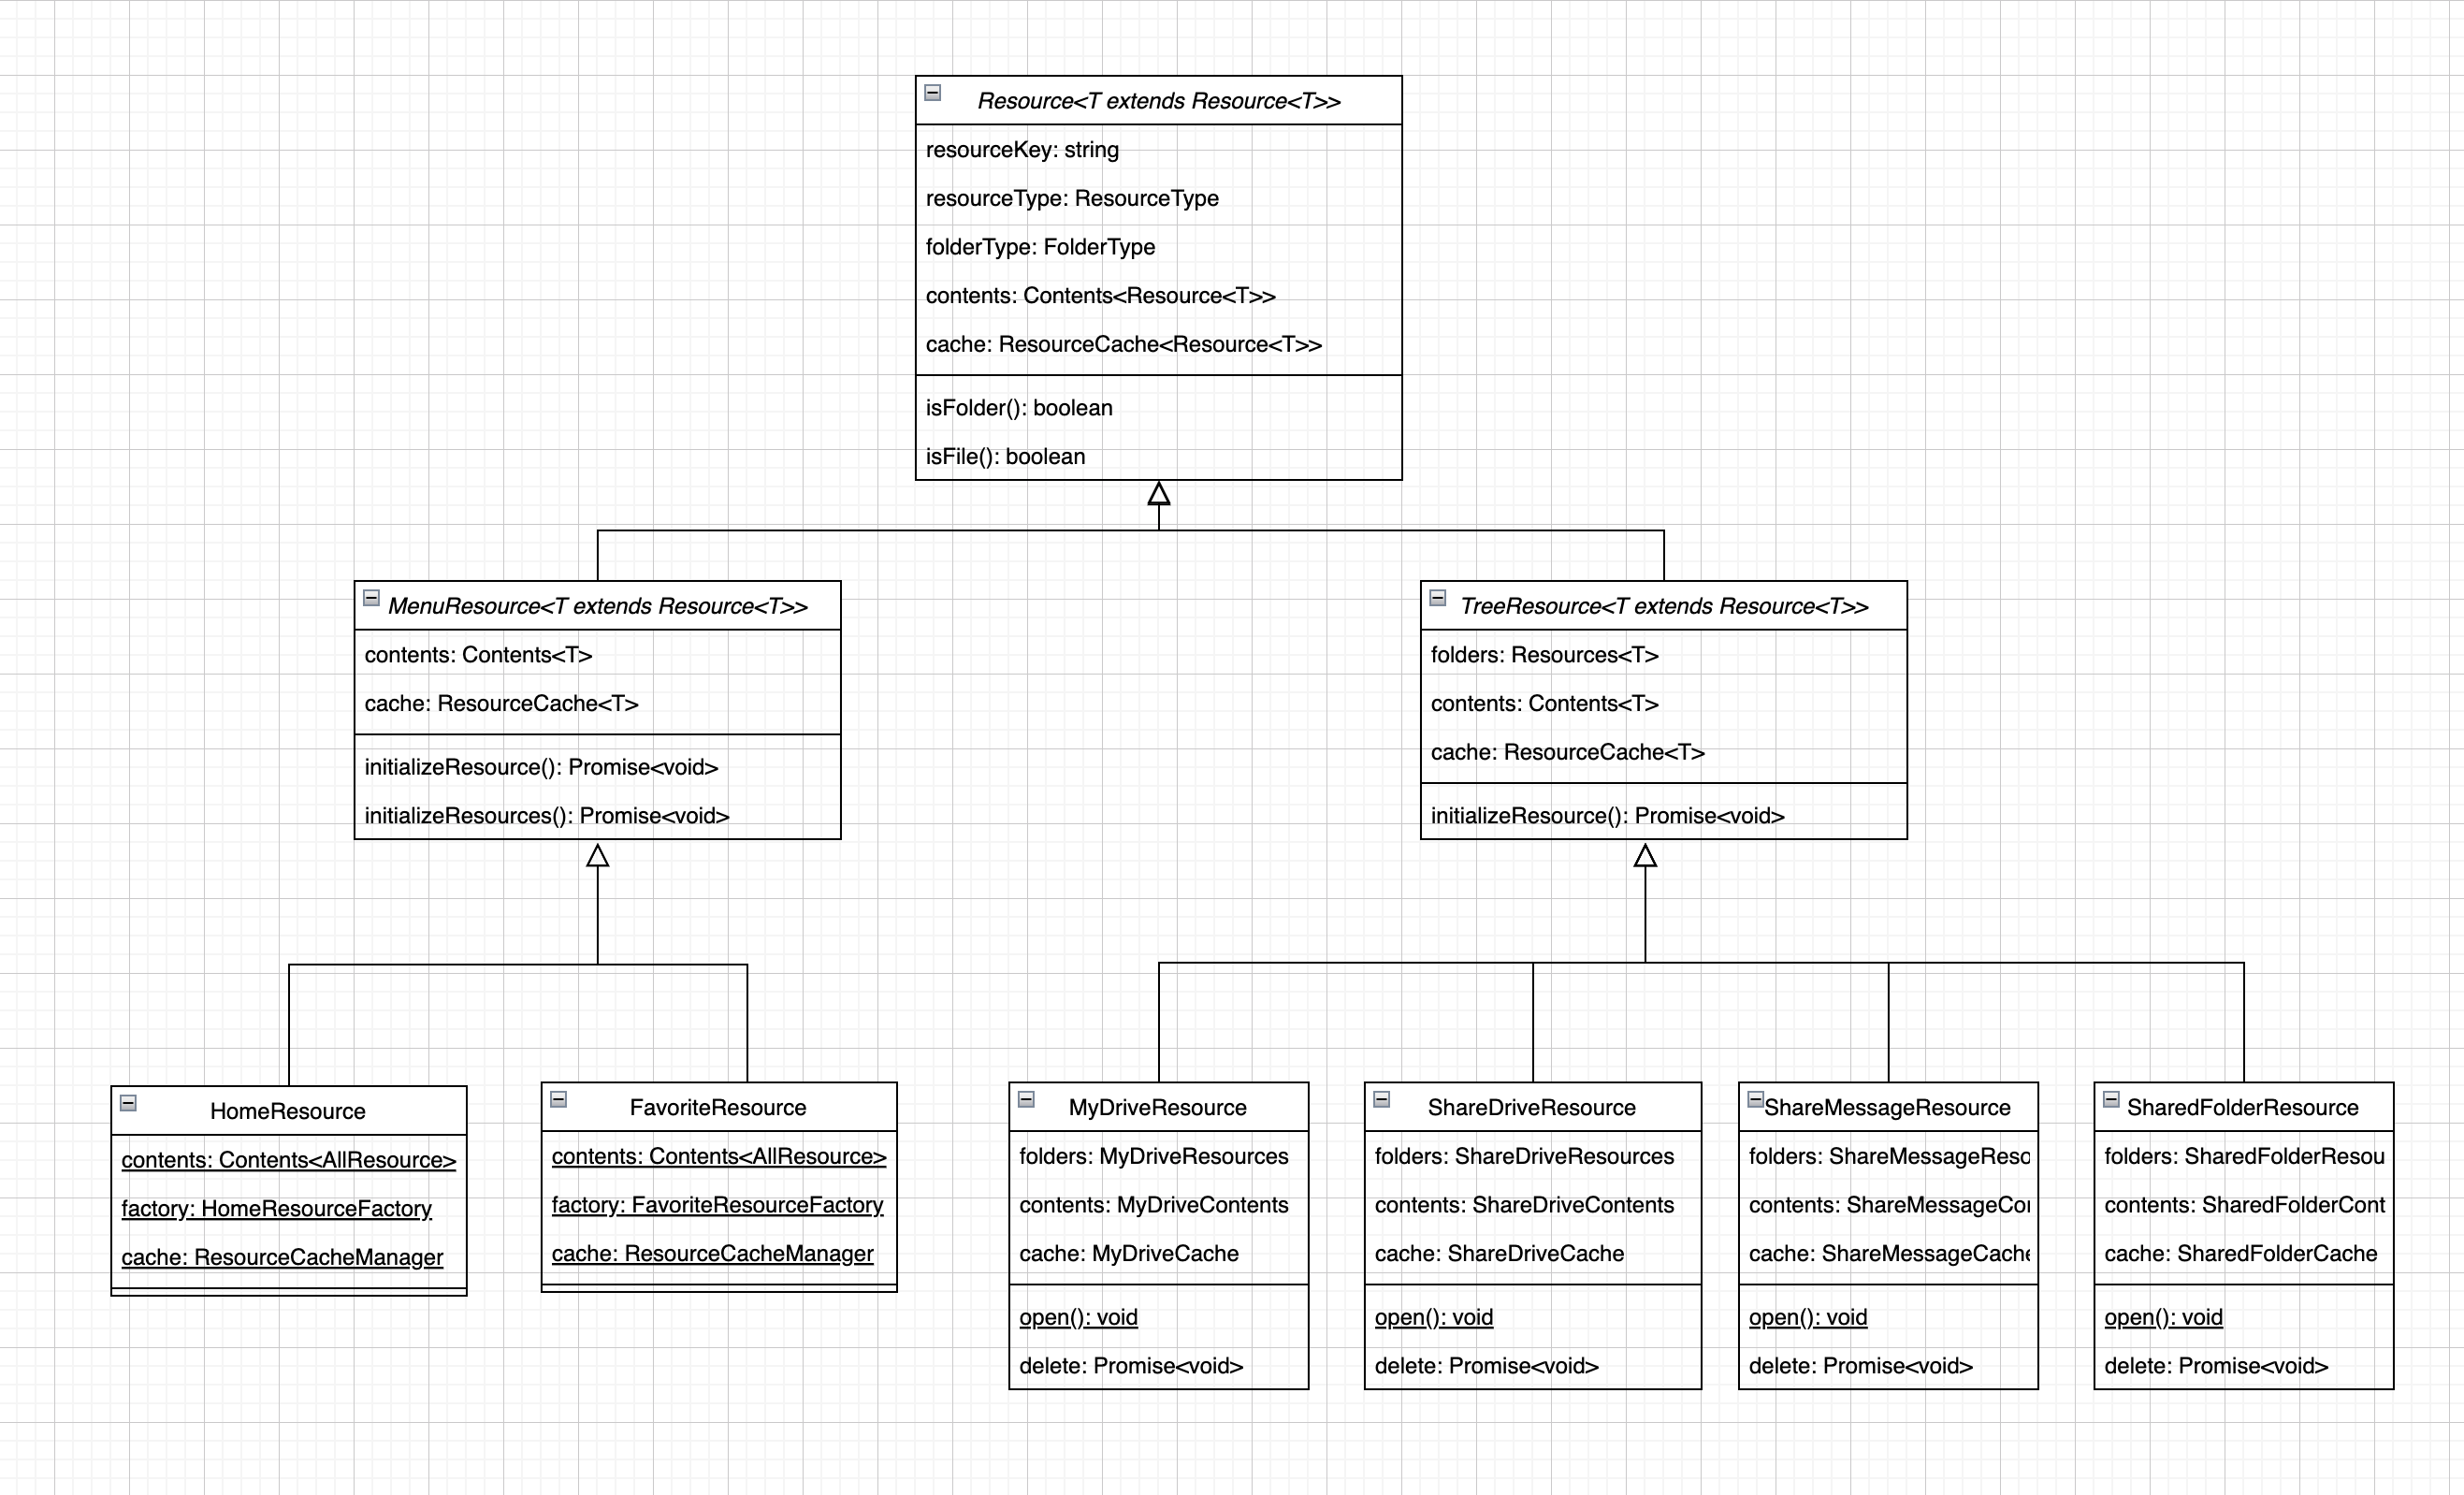 Resource<T extends Resource<T>>
resourceKey: string
resourceType: ResourceType
folderType: FolderType
contents: Contents<Resource<T>>
cache: ResourceCache<Resource<T>>
isFolder(): boolean
isFile(): boolean
MenuResource<T extends Resource<T>>
contents: Contents<T>
cache: ResourceCache<T>
initializeResource(): Promise<void>
initializeResources(): Promise<void>
TreeResource<T extends Resource<T>>
folders: Resources<T>
contents: Contents<T>
cache: ResourceCache<T>
initializeResource(): Promise<void>
HomeResource
contents: Contents<AllResource>
factory: HomeResourceFactory
cache: ResourceCacheManager
FavoriteResource
contents: Contents<AllResource>
factory: FavoriteResourceFactory
cache: ResourceCacheManager
MyDriveResource
folders: MyDriveResources
contents: MyDriveContents
cache: MyDriveCache
open(): void
delete: Promise<void>
ShareDriveResource
folders: ShareDriveResources
contents: ShareDriveContents
cache: ShareDriveCache
open(): void
delete: Promise<void>
ShareMessageResource
folders: ShareMessageReso
contents: ShareMessageCo
cache: ShareMessageCache
open(): void
delete: Promise<void>
SharedFolderResource
folders: SharedFolderResou
contents: SharedFolderCont
cache: SharedFolderCache
open(): void
delete: Promise<void>